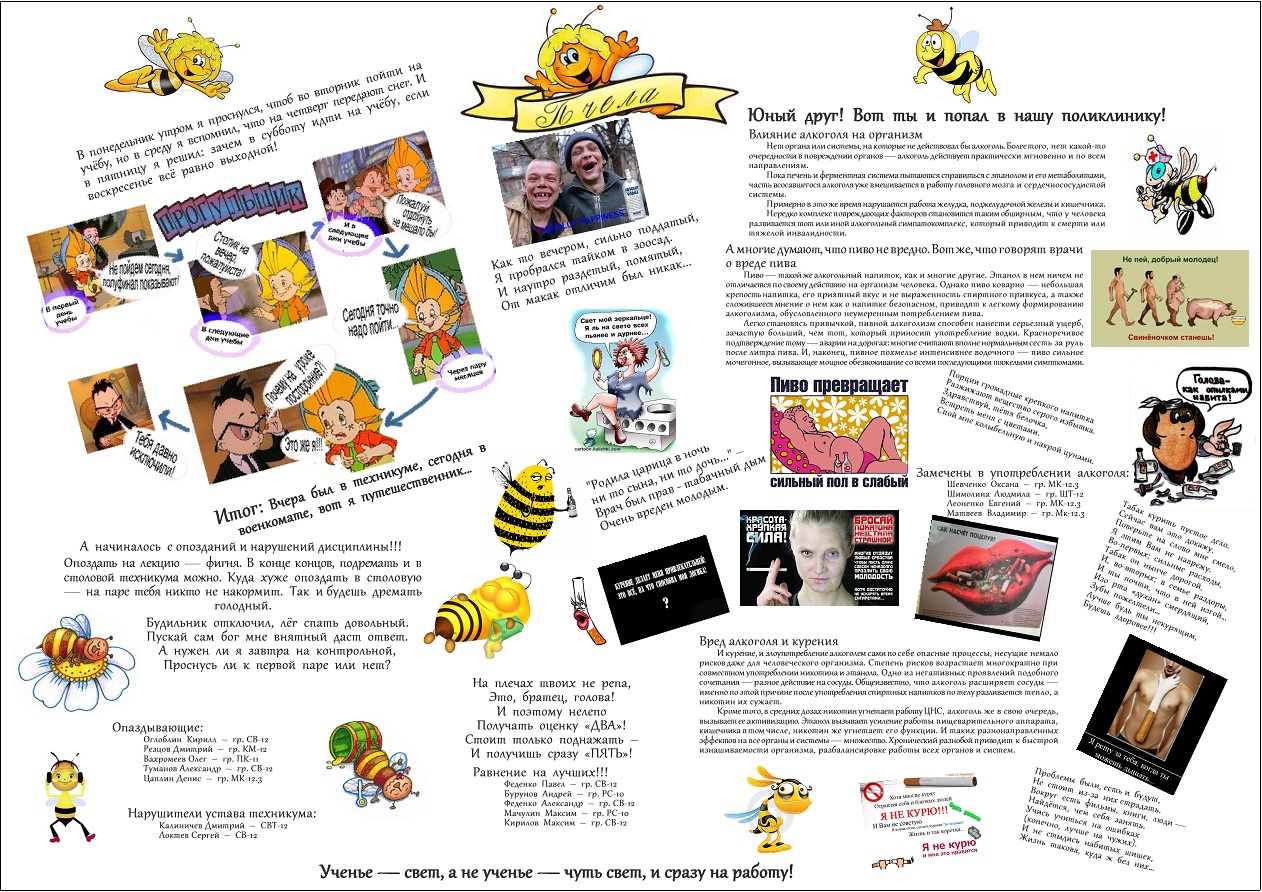 Пчела
В понедельник утром я проснулся, чтоб во вторник пойти на
учёбу, но в среду я вспомнил, что на четверг передают снег. И
в пятницу я решил: зачем в субботу идти на учёбу, если
воскресенье всё равно выходной!
ПРОГУЛЬЩИК
Не пойдем сегодня,
полуфинал показывают!
В первый
день
учебы
Столик на
вечер,
пожалуйста!
В следующие
дни учебы
Пожалуй
отдохнуть
не мешало бы!
И в
следующие
дни учебы
Сегодня точно
надо пойти...
Через пару
месяцев
Почему на уроке
посторонние?!
Это же я!!!
Тебя давно
исключили!
Итог: Вчера был в техникуме, сегодня в
военкомате, вот я путешественник...
А начиналось с опозданий и нарушений дисциплины!!!
Опоздать на лекцию — фигня. В конце концов, подремать и в
столовой техникума можно. Куда хуже опоздать в столовую
— на паре тебя никто не накормит. Так и будешь дремать
голодный.
Будильник отключил, лёг спать довольный.
Пускай сам бог мне внятный даст ответ.
А нужен ли я завтра на контрольной,
Проснусь ли к первой паре или нет?
Опаздывающие:
Оглоблин Кирилл – гр. СВ-12
Резцов Дмитрий – гр. КМ-12
Вахромеев Олег – гр. ПК-11
Туманов Александр – гр. СВ-12
Цаплин Денис – гр. МК-12.3
Нарушители устава техникума:
Калиничев Дмитрий – СВТ-12
Локтев Сергей – СВ-12
ABSOLUT HAPPINESS
Как то вечером, сильно поддатый,
Я пробрался тайком в зоосад.
И наутро раздетый, помятый,
От макак отличим был никак...
Свет мой зеркальце!
Я ль на свете всех
пьянее и дурнее...
"Родила царица в ночь
ни то сына, ни то дочь..." –
Врач был прав - табачный дым
Очень вреден молодым.
КУРЕНИЕ ДЕЛАЕТ МЕНЯ ПРИВЛЕКАТЕЛЬНОЙ
ЭТО ВСЁ, НА ЧТО СПОСОБНА МОЯ ЛОГИКА!
?
На плечах твоих не репа,
Это, братец, голова!
И поэтому нелепо
Получать оценку «ДВА»!
Стоит только поднажать –
И получишь сразу «ПЯТЬ»!
Равнение на лучших!!!
Феденко Павел – гр. СВ-12
Бурунов Андрей – гр. РС-10
Феденко Александр – гр. СВ-12
Мачулин Максим – гр. РС-10
Кирилов Максим – гр. СВ-12
Юный друг! Вот ты и попал в нашу поликлинику!
Влияние алкоголя на организм
Нет органа или системы, на которые не действовал бы алкоголь. Более того, нет какой-то
очередности в повреждении органов — алкоголь действует практически мгновенно и по всем
направлениям.
Пока печень и ферментная система пытаются справиться с этанолом и его метаболитами,
часть всосавшегося алкоголя уже вмешивается в работу головного мозга и сердечнососудистой
системы.
Примерно в это же время нарушается работа желудка, поджелудочной железы и кишечника.
Нередко комплекс повреждающих факторов становится таким обширным, что у человека
развивается тот или иной алкогольный симптомокомплекс, который приводит к смерти или
тяжелой инвалидности.
А многие думают, что пиво не вредно. Вот же, что говорят врачи
о вреде пива
Пиво — такой же алкогольный напиток, как и многие другие. Этанол в нем ничем не
отличается по своему действию на организм человека. Однако пиво коварно — небольшая
крепость напитка, его приятный вкус и не выраженность спиртного привкуса, а также
сложившееся мнение о нем как о напитке безопасном, приводят к легкому формированию
алкоголизма, обусловленного неумеренным потреблением пива.
Легко становясь привычкой, пивной алкоголизм способен нанести серьезный ущерб,
зачастую больший, чем тот, который приносит употребление водки. Красноречивое
подтверждение тому — аварии на дорогах: многие считают вполне нормальным сесть за руль
после литра пива. И, наконец, пивное похмелье интенсивнее водочного — пиво сильное
мочегонное, вызывающее мощное обезвоживание со всеми последующими тяжелыми симптомами.
Не пей, добрый молодец!
Свинёночком станешь!
Пиво превращает
сильный пол в слабый
Порции громадные крепкого напитка
Разжижают вещество серого избытка.
Здравствуй, тётя белочка,
Встреть меня с цветами.
Спой мне колыбельную и накрой цунами.
Голова-
как опилками
набита!
Замечены в употреблении алкоголя:
Шевченко Оксана – гр. МК-12.3
Шимолина Людмила – гр. ШТ-12
Леоненко Евгений – гр. МК-12.3
Матвеев Владимир – гр. Мк-12.3
КРАСОТА-
ХРУПКАЯ
СИЛА!
БРОСАЙ
ПОКА ТОНА
НЕ СТАЛА
СТРАШНОЙ!
КАК НАСЧЁТ ПОЦЕЛУЯ?
Табак курить пустое дело.
Сейчас вам это докажу,
Поверьте на слово мне смело,
Я этим Вам не наврежу.
Во-первых: сильные расходы,
Табак нынче дорогой.
И, во-вторых: в семье раздоры,
И ты почти, что в ней изгой...
Изо рта «духан» смердящий,
Зубы пожелтели...
Лучше будь ты некурящим,
Будешь здоровее!!!
Вред алкоголя и курения
И курение, и злоупотребление алкоголем сами по себе опасные процессы, несущие немало
рисков даже для человеческого организма. Степень рисков возрастает многократно при
совместном употреблении никотина и этанола. Одно из негативных проявлений подобного
сочетания — разное действие на сосуды. Общеизвестно, что алкоголь расширяет сосуды —
именно по этой причине после употребления спиртных напитков по телу разливается тепло, а
никотин их сужает.
Кроме того, в средних дозах никотин угнетает работу ЦНС, алкоголь же в свою очередь,
вызывает ее активизацию. Этанол вызывает усиление работы пищеварительного аппарата,
кишечника в том числе, никотин же угнетает его функции. И таких разнонаправленных
эффектов на все органы и системы — множество. Хронический разлюбой приводит к быстрой
изнашиваемости организма, разбалансировке работы всех органов и систем.
Я решу за тебя, когда ты
можешь дышать.
Хотя многие курят
Отравляя себя и близких людей
Я НЕ КУРЮ!!!
И Вам не советую
Жизнь и так коротка...
Я не курю
и мне это нравится
Проблемы были, есть и будут,
Не стоит из-за них страдать.
Вокруг есть фильмы, книги, люди —
Найдётся, чем себя занять.
Учись учиться на ошибках
(конечно, лучше на чужих).
И не стыдись набитых шишек,
Жизнь такова, куда ж без них...
Ученье — свет, а не ученье — чуть свет, и сразу на работу!